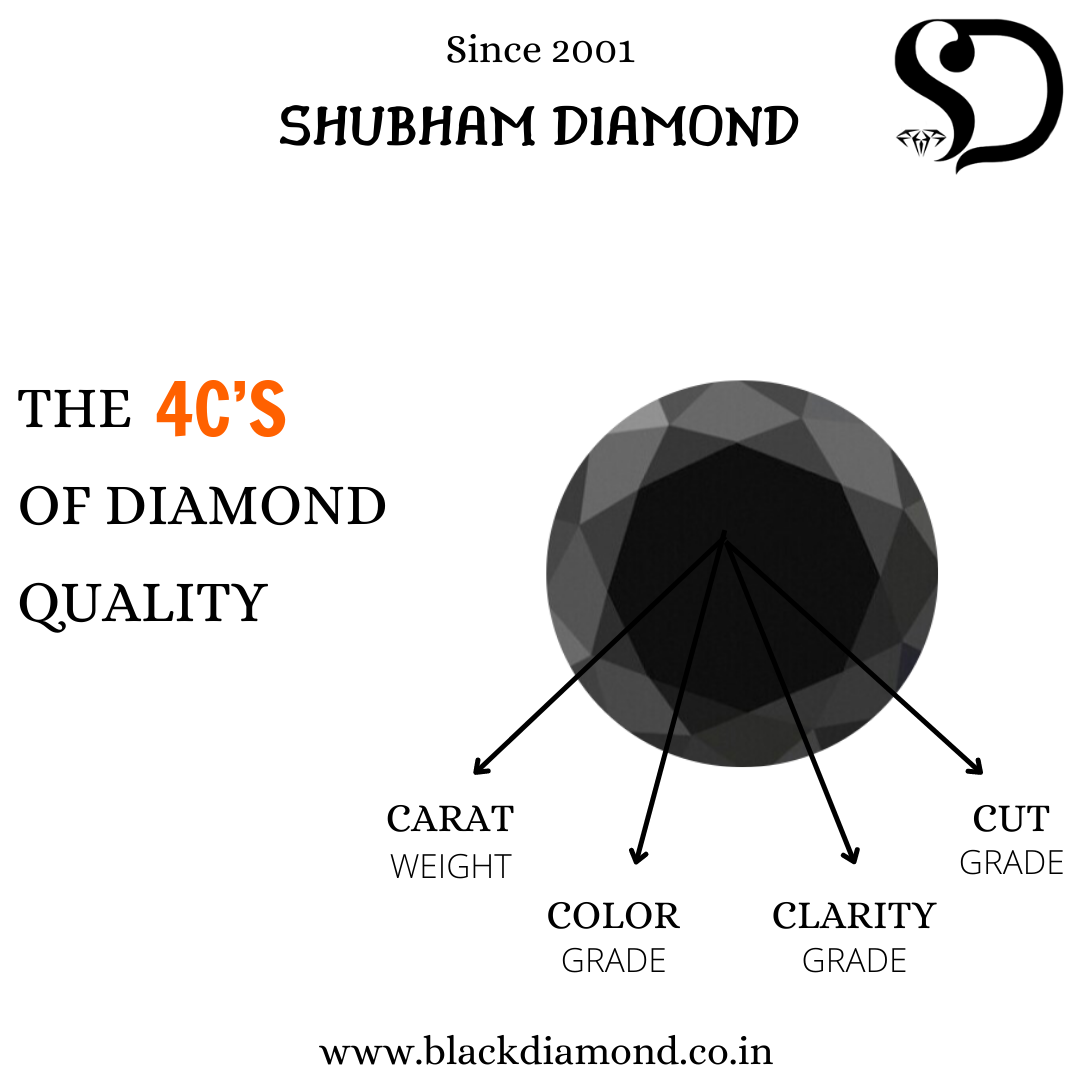 Since 2001
SHUBHAM DIAMOND
SD
THE 4C'S
OF DIAMOND
QUALITY
CARAT
WEIGHT
COLOR
GRADE
CLARITY
GRADE
CUT
GRADE
www.blackdiamond.co.in